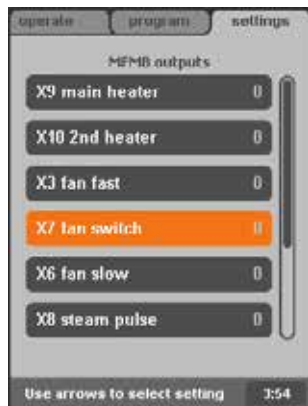 operate program settings
MFMB outputs
X9 main heater 0
X10 2nd heater 0
X3 fan fast 0
X7 fan switch 0
X6 fan slow 0
X8 steam pulse 0
Use arrows to select setting 3:54